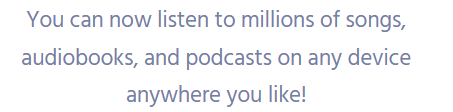 You can now listen to millions of songs,
audiobooks, and podcasts on any device
anywhere you like!